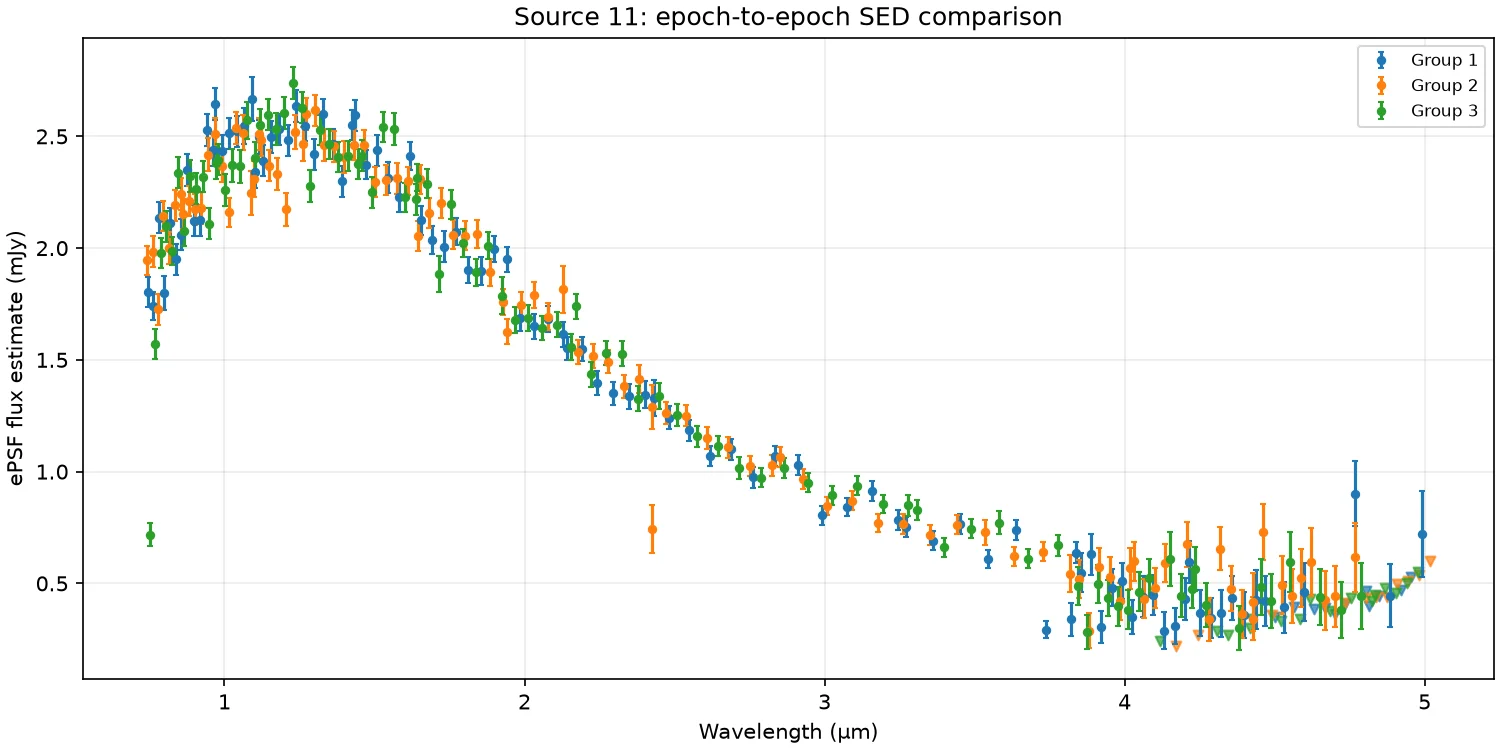 Source 11: epoch-to-epoch SED comparison
Group 1
Group 2
Group 3
ePSF flux estimate (mJy)
2.5
2.0
1.5
1.0
0.5
1 2 3 4 5
Wavelength (μm)